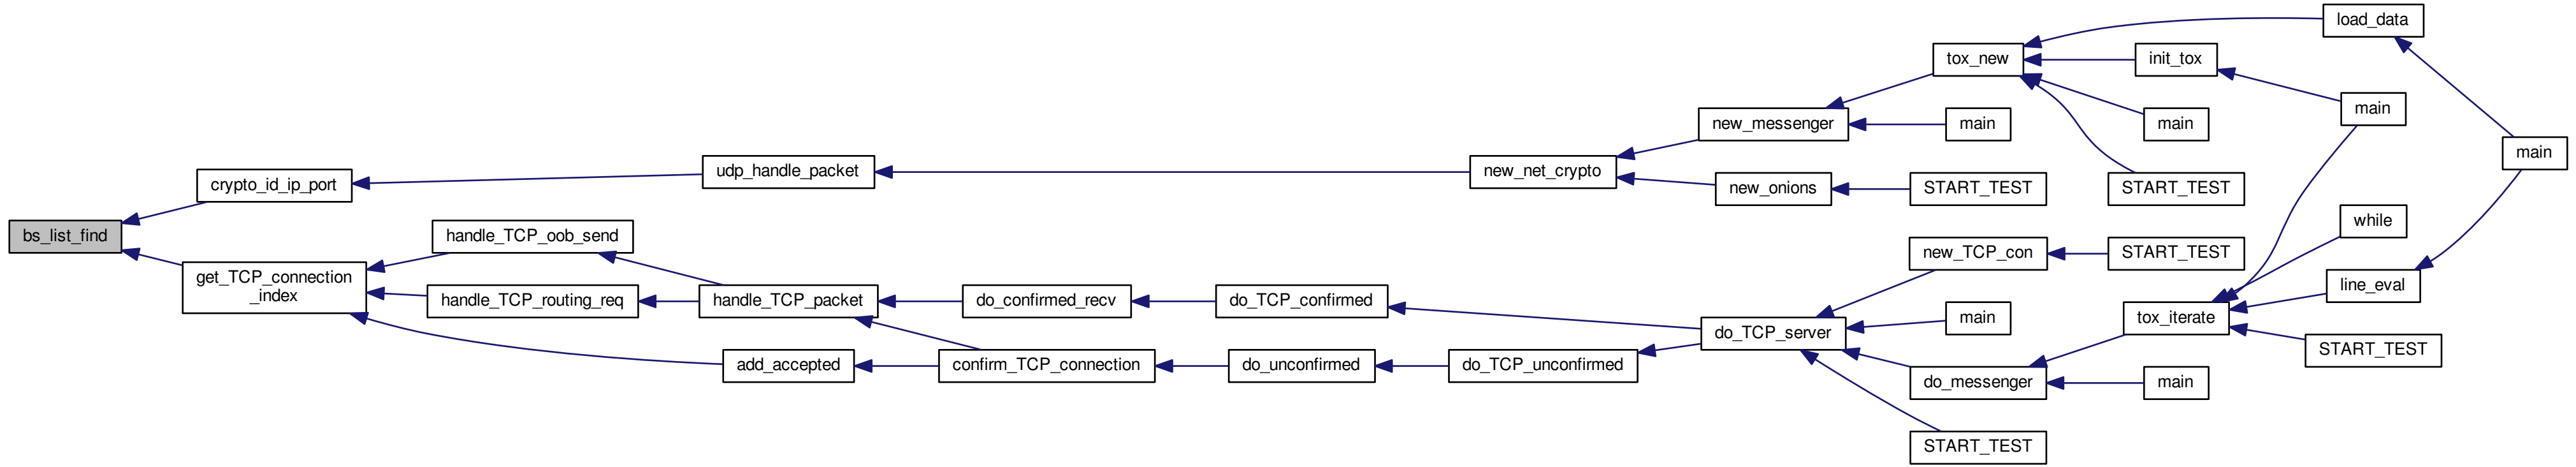 bs_list_find
crypto_id_ip_port
get_TCP_connection
_index
udp_handle_packet
handle_TCP_oob_send
handle_TCP_routing_req
add_accepted
handle_TCP_packet
confirm_TCP_connection
do_confirmed_recv
do_unconfirmed
do_TCP_confirmed
do_TCP_unconfirmed
new_net_crypto
new_messenger
new_onions
do_TCP_server
tox_new
main
START_TEST
new_TCP_con
main
do_messenger
START_TEST
load_data
init_tox
main
START_TEST
START_TEST
tox_iterate
main
main
while
line_eval
START_TEST
main